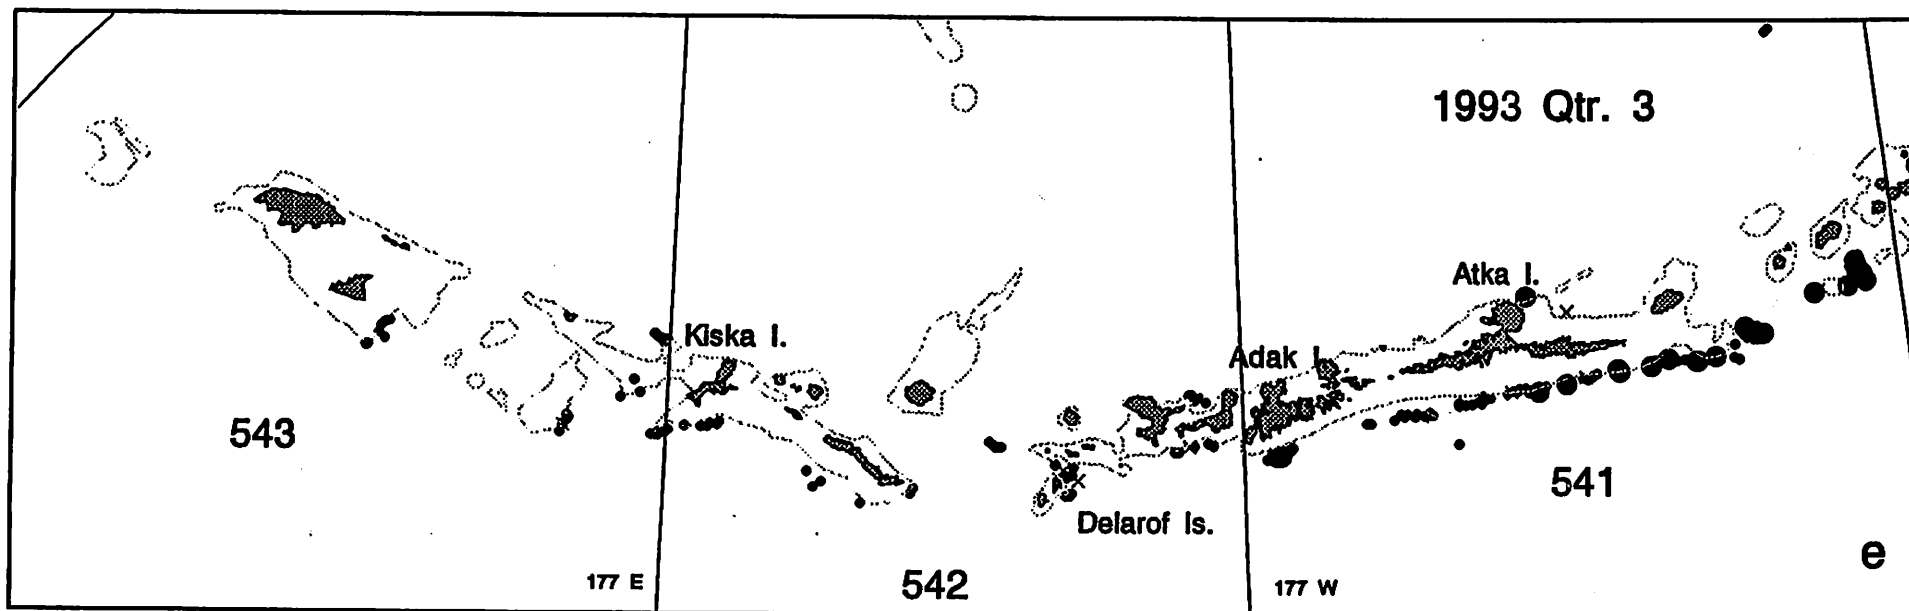 1993 Qtr. 3
Atka I.
Kiska I.
Adak I.
543
541
Delarof Is.
e
177 E
542
177 W